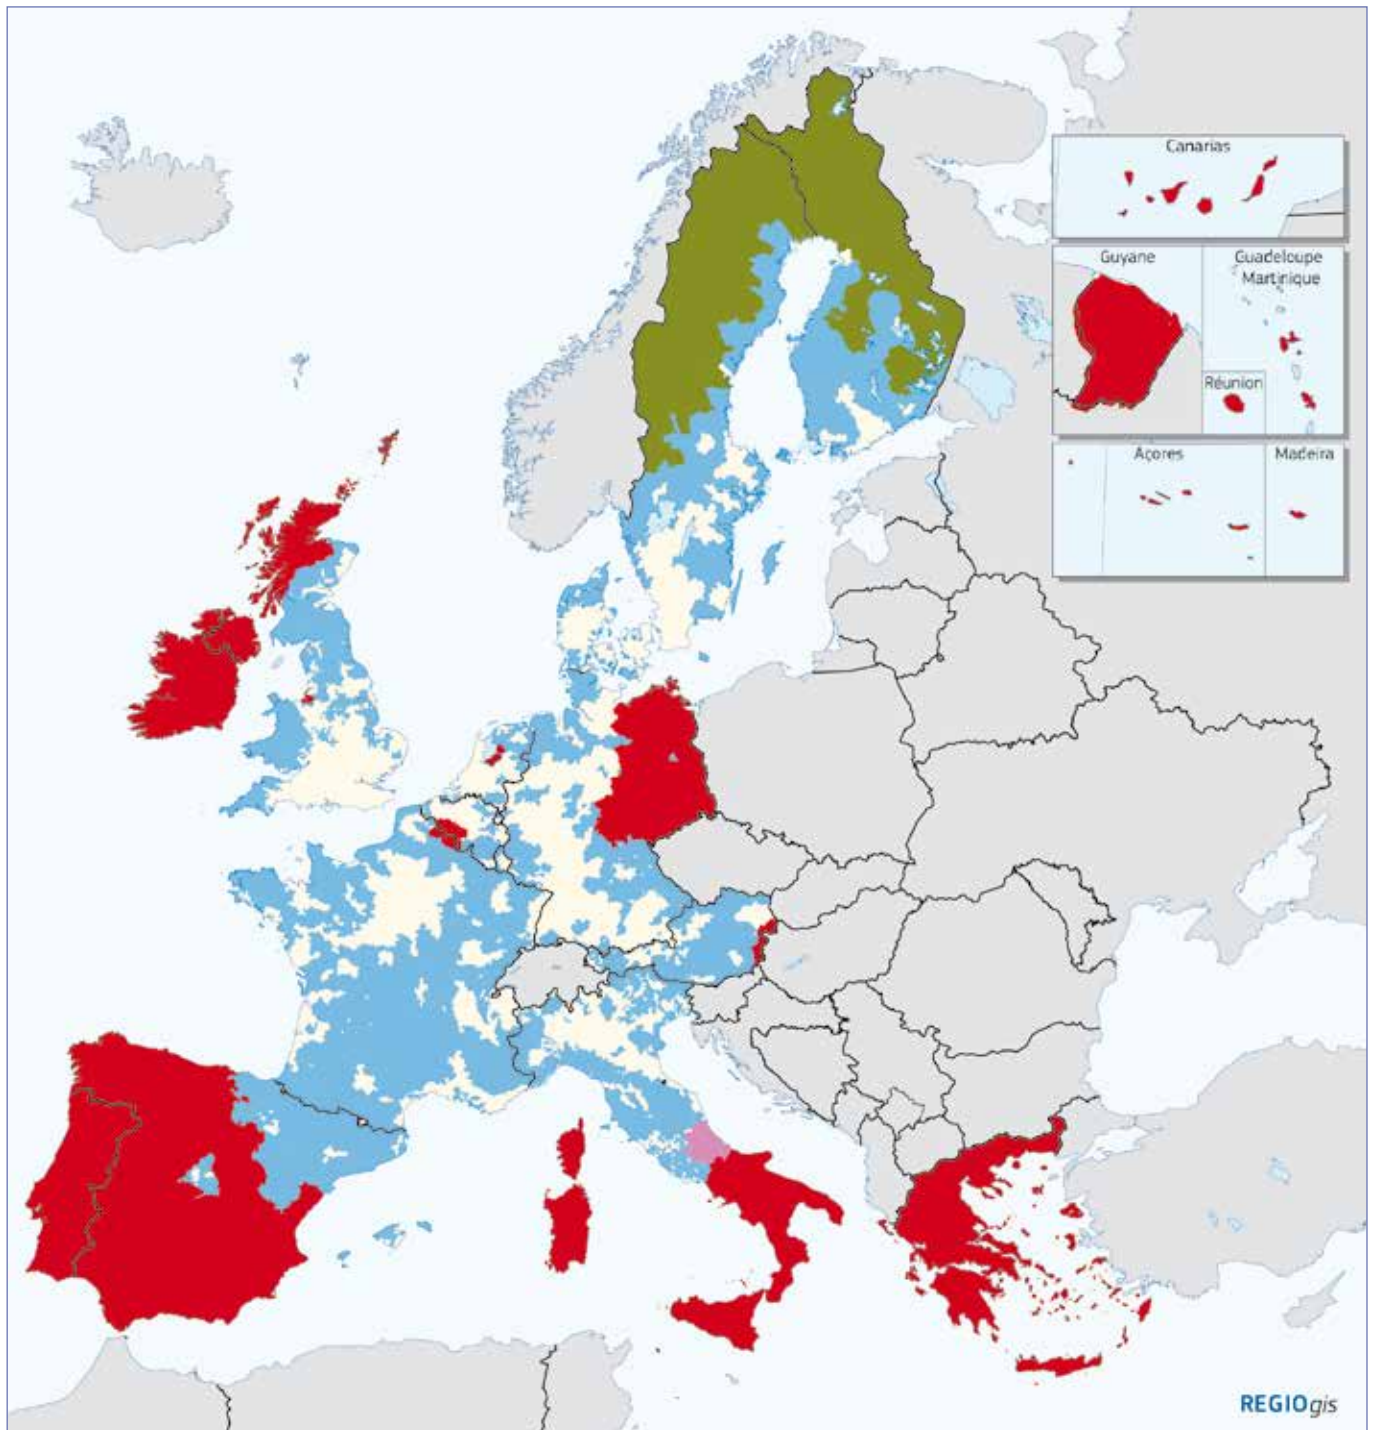 Canarias
Guyane
Guadeloupe
Martinique
Réunion
Açores
Madeira
REGIOgis